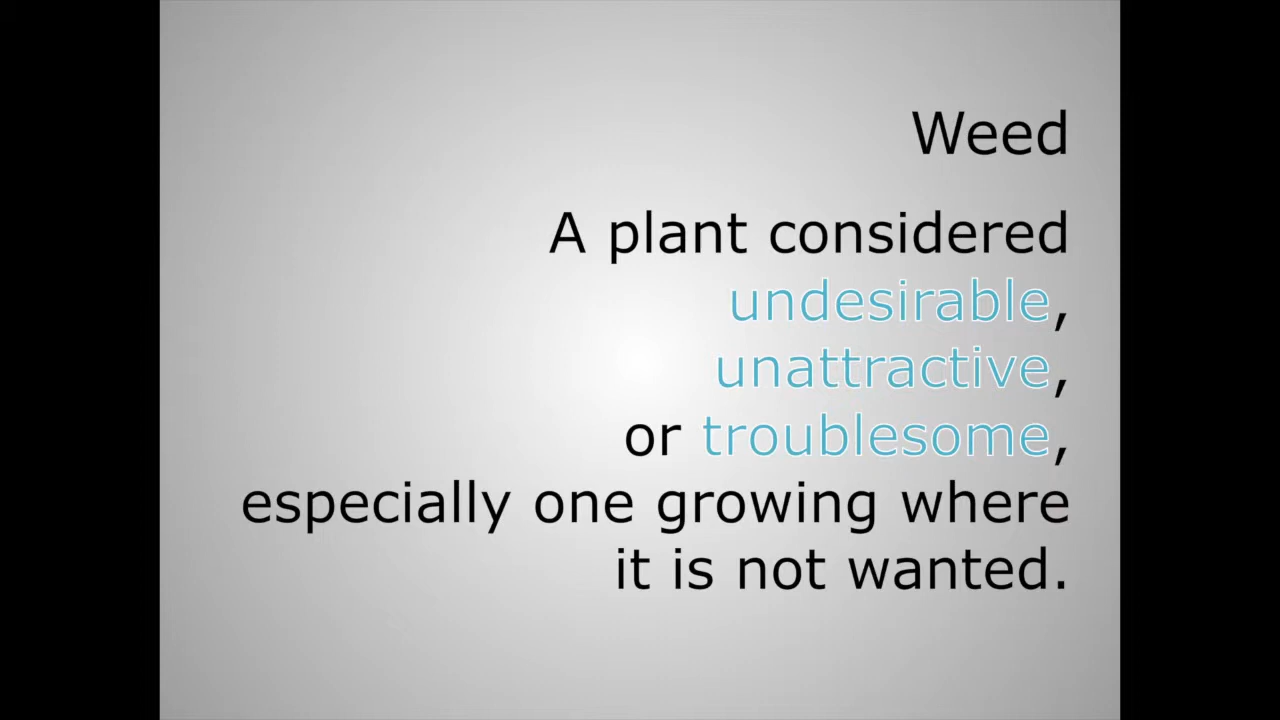 Weed
A plant considered
undesirable,
unattractive,
or troublesome,
especially one growing where
it is not wanted.